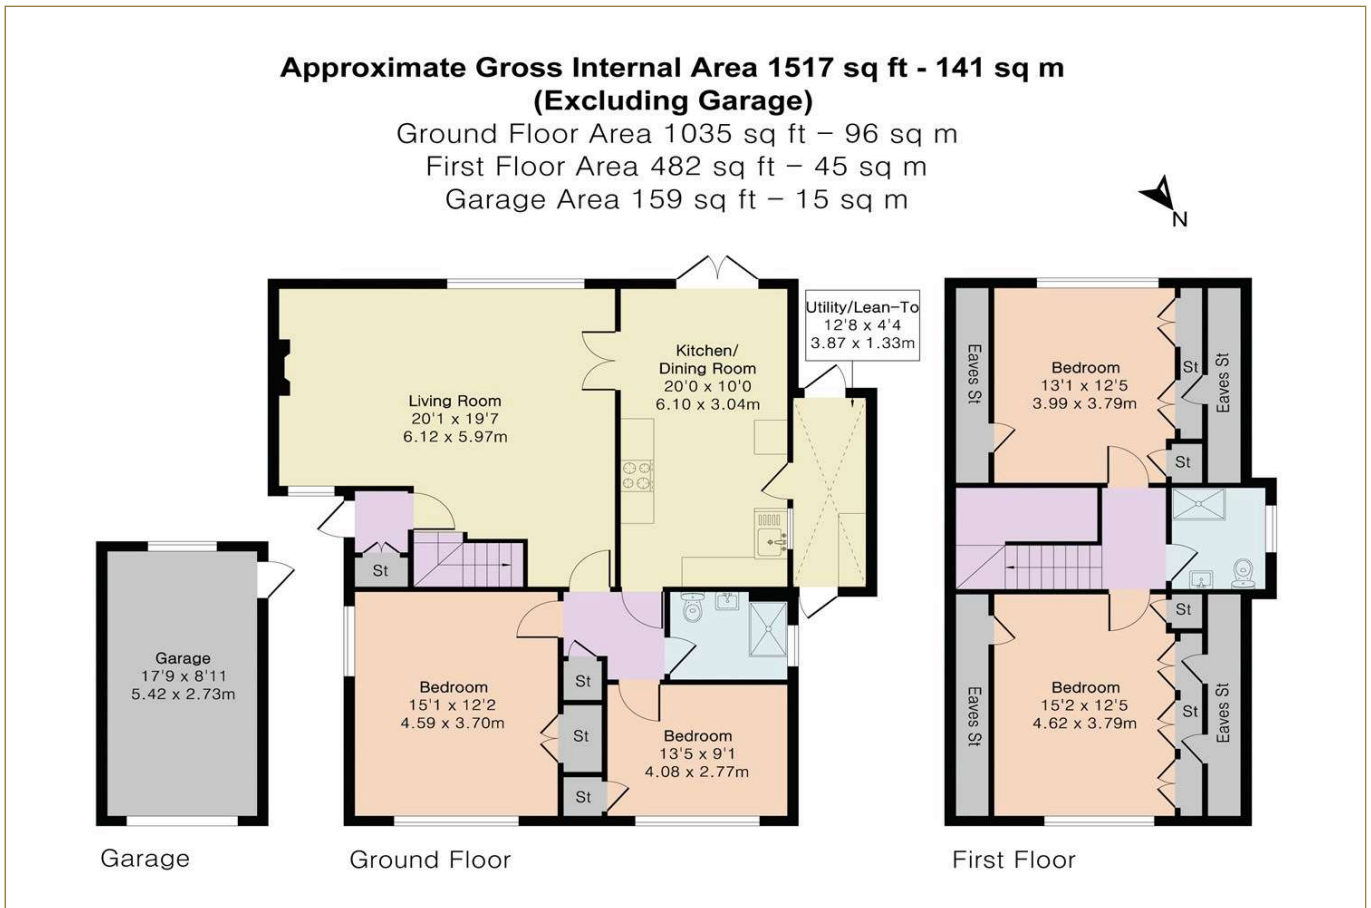 Approximate Gross Internal Area 1517 sq ft - 141 sq m
(Excluding Garage)
Ground Floor Area 1035 sq ft – 96 sq m
First Floor Area 482 sq ft – 45 sq m
Garage Area 159 sq ft – 15 sq m
N
Utility/Lean-To
12'8 x 4'4
3.87 x 1.33m
Kitchen/
Dining Room
20'0 x 10'0
6.10 x 3.04m
Living Room
20'1 x 19'7
6.12 x 5.97m
St
Bedroom
15'1 x 12'2
4.59 x 3.70m
St
St
St
Bedroom
13'5 x 9'1
4.08 x 2.77m
Garage
17'9 x 8'11
5.42 x 2.73m
Eaves St
Bedroom
13'1 x 12'5
3.99 x 3.79m
St
Eaves St
St
St
Eaves St
Bedroom
15'2 x 12'5
4.62 x 3.79m
St
Eaves St
Garage
Ground Floor
First Floor